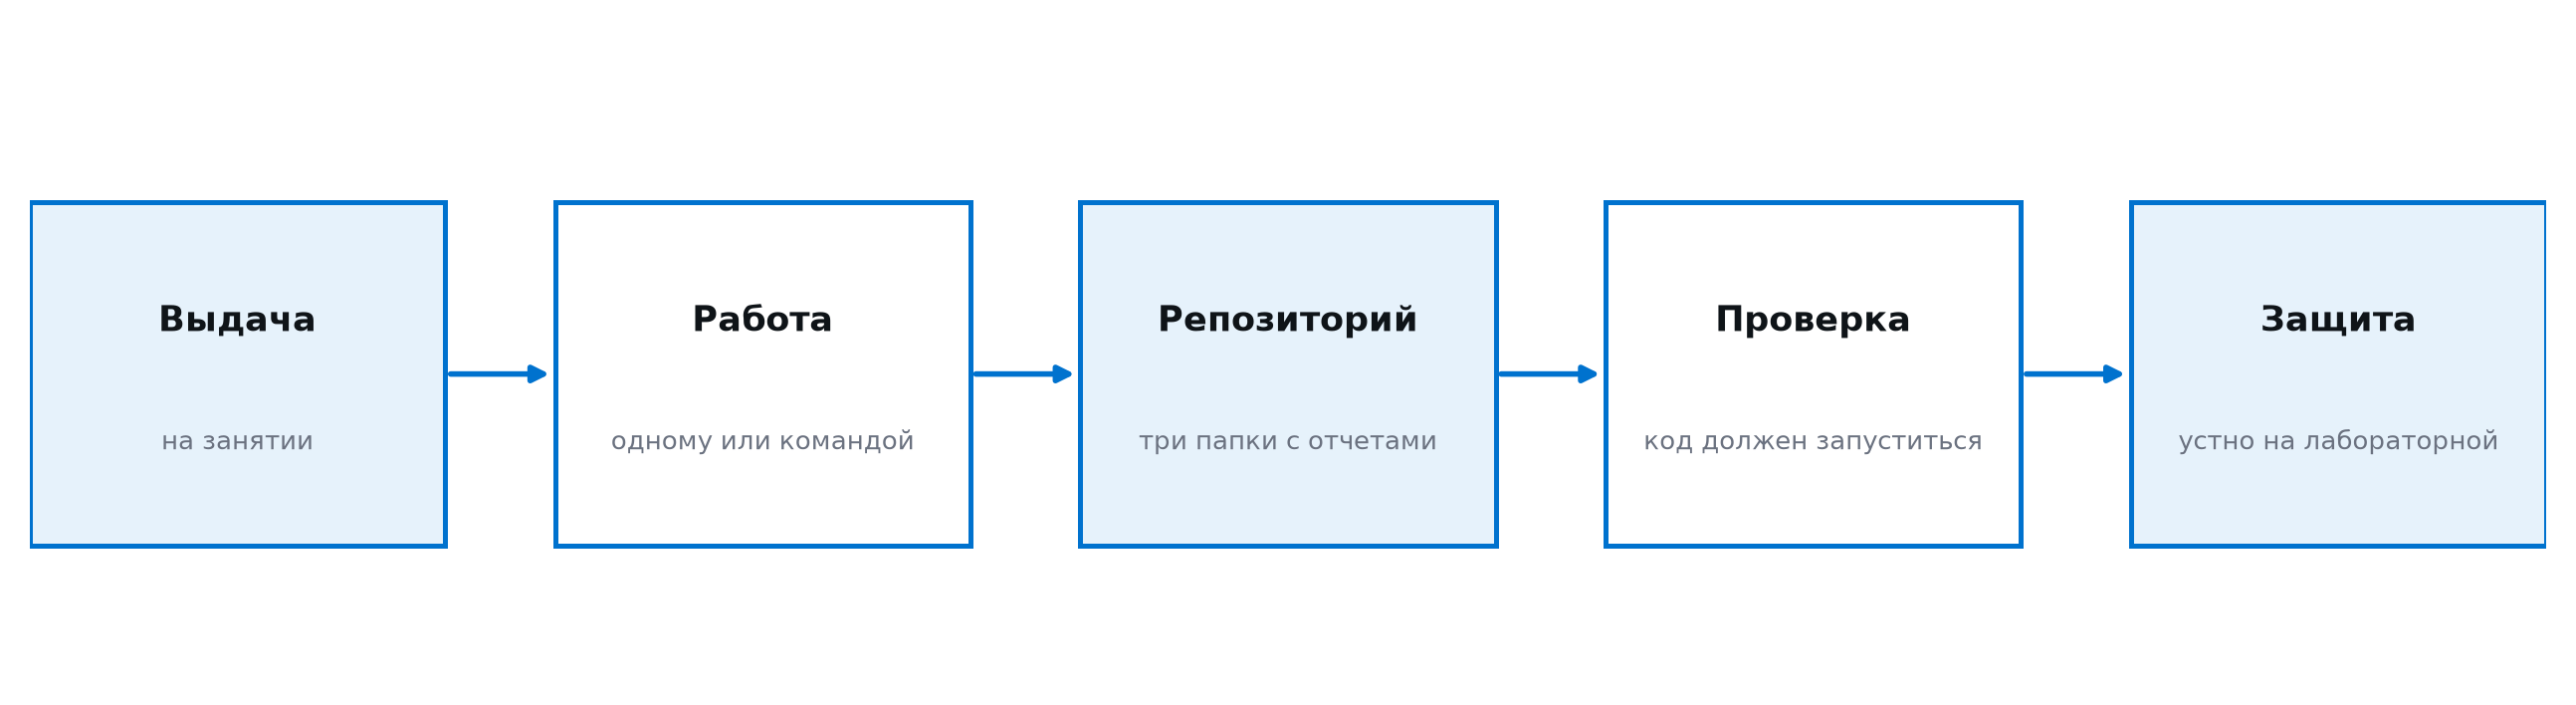 Выдача
на занятии
Работа
одному или командой
Репозиторий
три папки с отчетами
Проверка
код должен запуститься
Защита
устно на лабораторной